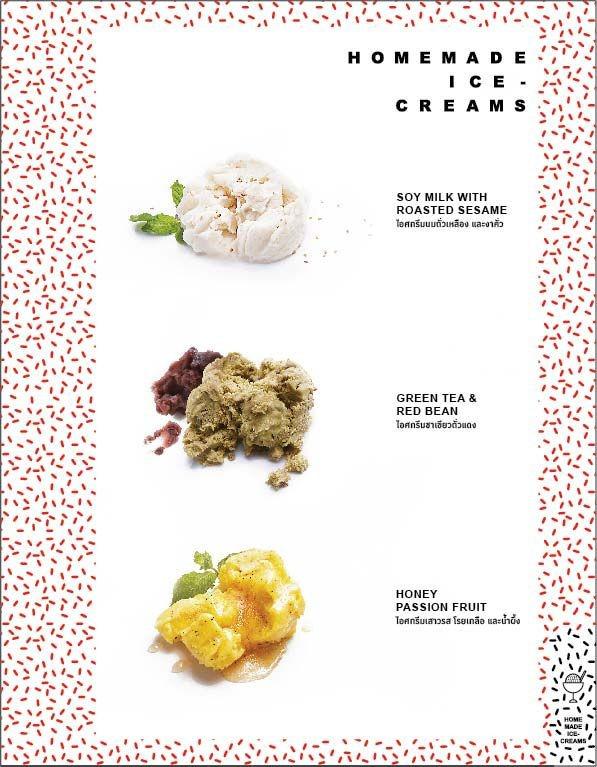 HOMEMADE
ICE-
CREAMS
SOY MILK WITH
ROASTED SESAME
ไอศกรีมนมถั่วเหลือง และงาคั่ว
GREEN TEA &
RED BEAN
ไอศกรีมชาเขียวถั่วแดง
HONEY
PASSION FRUIT
ไอศกรีมเสาวรส โรยเกลือ และน้ำผึ้ง
HOME
MADE
ICE-
CREAMS